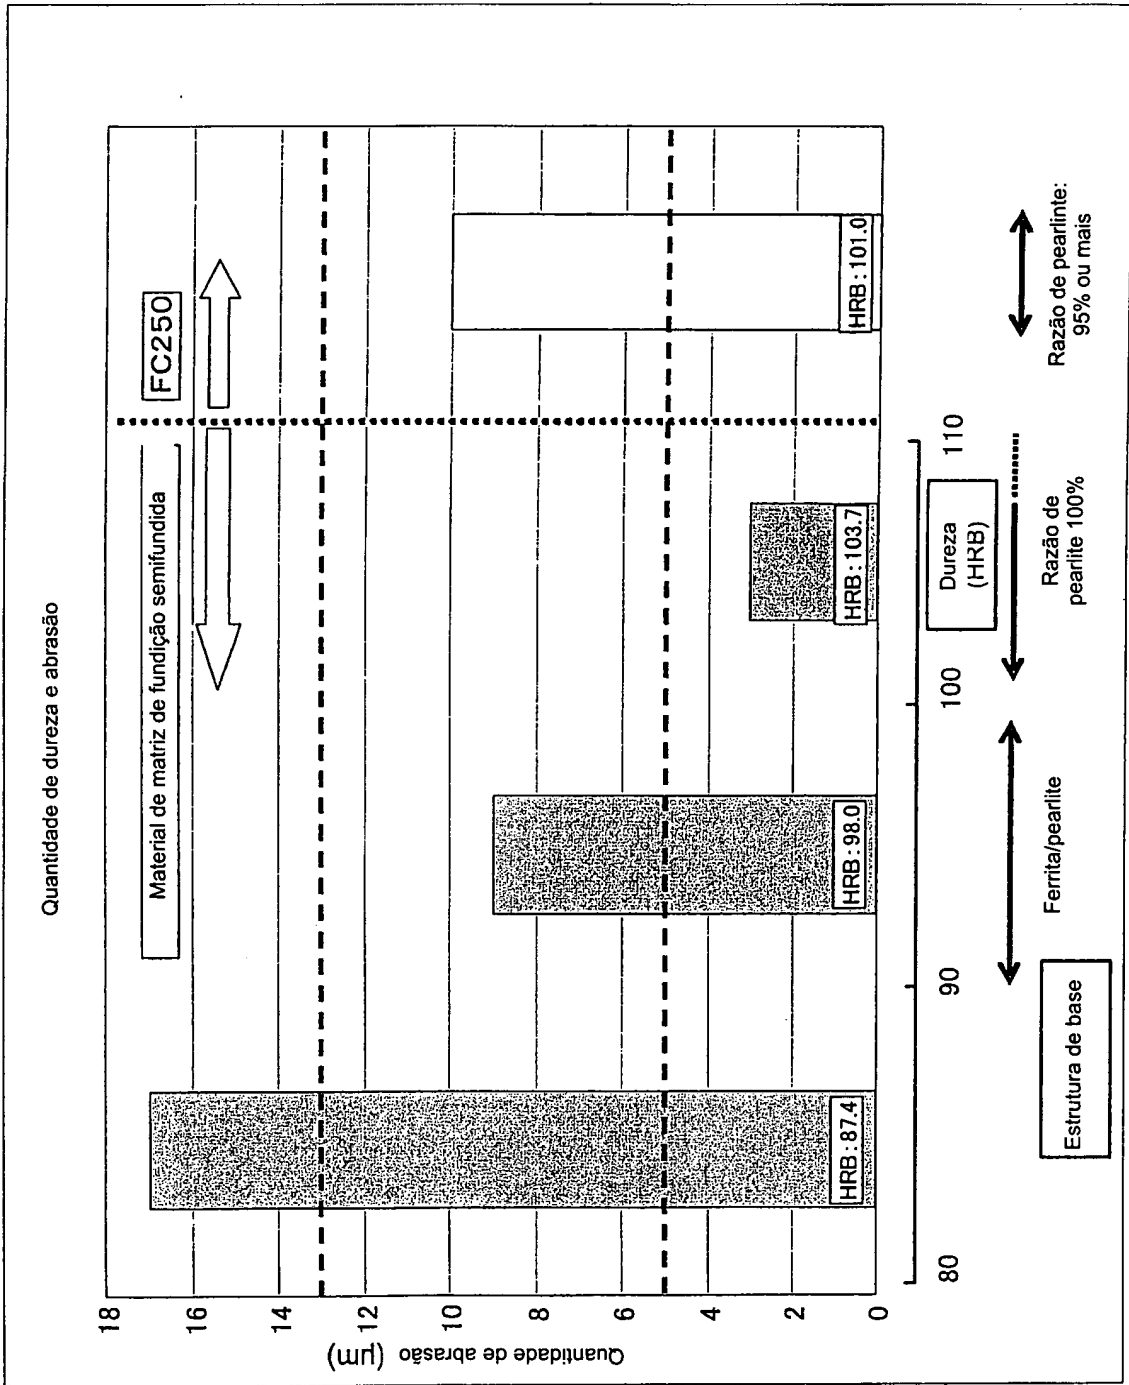 Quantidade de dureza e abrasão
Material de matriz de fundição semifundida
FC250
Quantidade de abrasão (μm)
18
16
14
12
10
8
6
4
2
0
HRB:87.4
HRB:98.0
HRB:103.7
HRB:101.0
80
90
100
110
Dureza
(HRB)
Estrutura de base
Ferrita/pearlite
Razão de
pearlite 100%
Razão de pearlinte:
95% ou mais